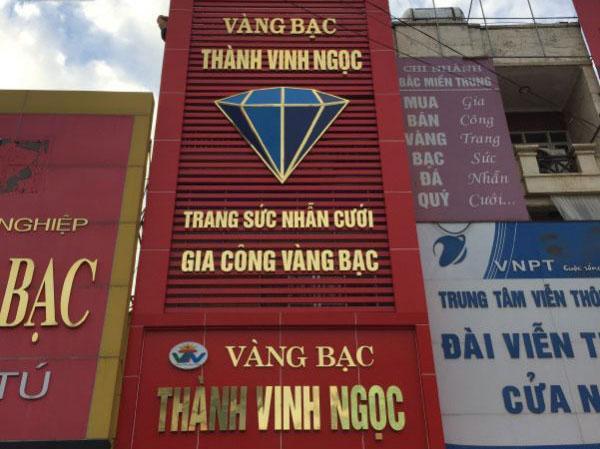 VÀNG BẠC
THÀNH VINH NGỌC
TRANG SỨC NHẪN CƯỚI
GIA CÔNG VÀNG BẠC
VÀNG BẠC
THÀNH VINH NGỌC
NGHIỆP
BẠC
TÚ
CHI NHÁNH
BẮC MIỀN TRUNG
MUA Gia
BÁN Công
VÀNG Trang
BẠC Sức
ĐÁ Nhẫn
QUÝ Cưới...
VNPT
TRUNG TÂM VIỄN THÔ
ĐÀI VIỄN T
CỬA